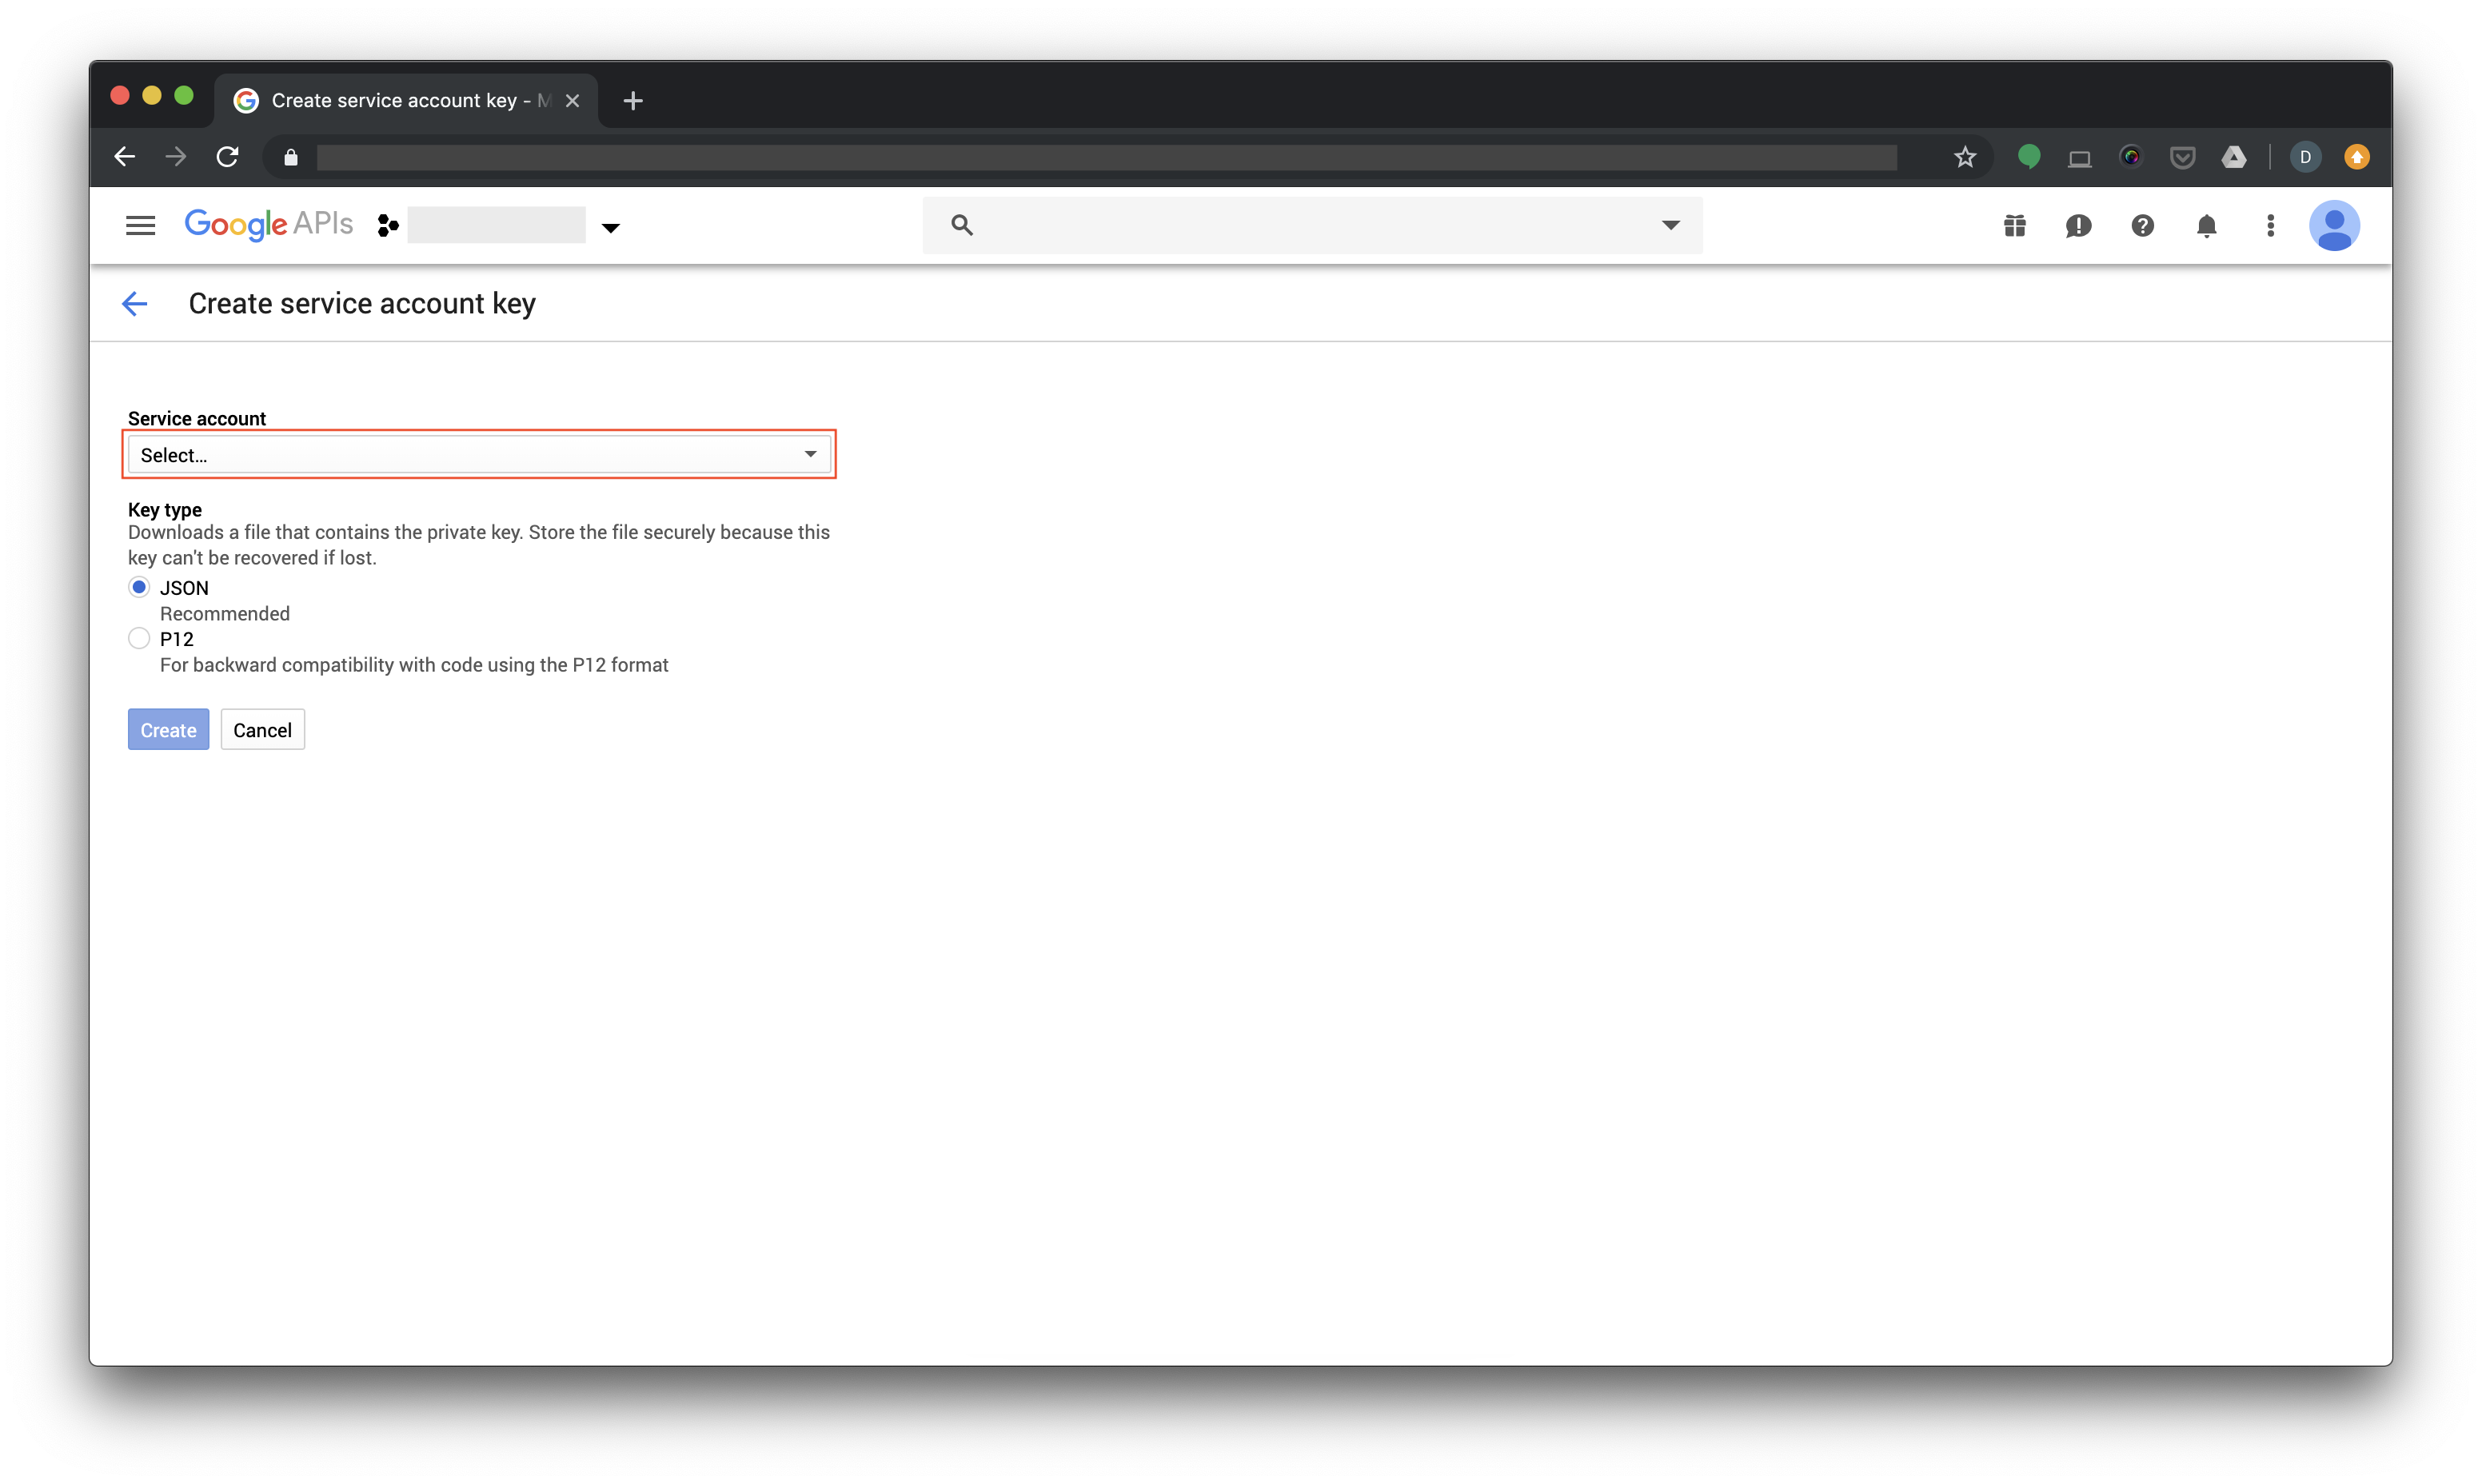 Create service account key - M
Google APIs
Create service account key
Service account
Select...
Key type
Downloads a file that contains the private key. Store the file securely because this
key can't be recovered if lost.
JSON
Recommended
P12
For backward compatibility with code using the P12 format
Create Cancel
D